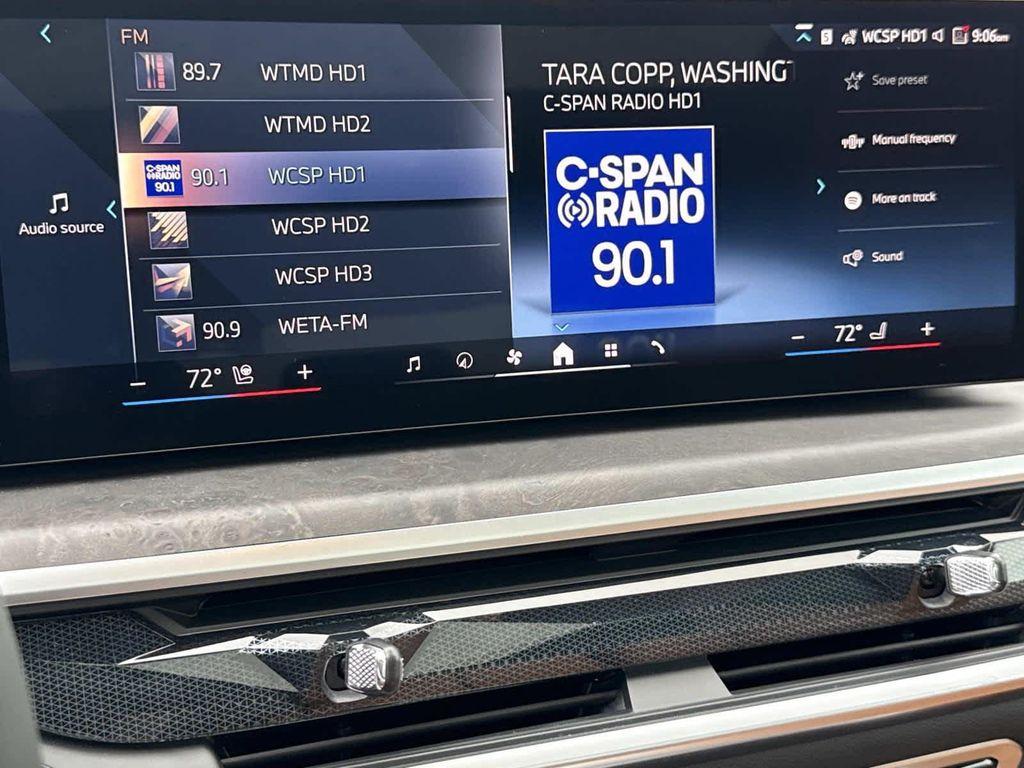 FM
WCSP HD1
9:06am
89.7 WTMD HD1
WTMD HD2
C-SPAN
RADIO
90.1
90.1 WCSP HD1
WCSP HD2
WCSP HD3
90.9 WETA-FM
Audio source
TARA COPP, WASHING
C-SPAN RADIO HD1
C-SPAN
RADIO
90.1
Save preset
Manual frequency
More on track
Sound
- 72° +
- 72° +